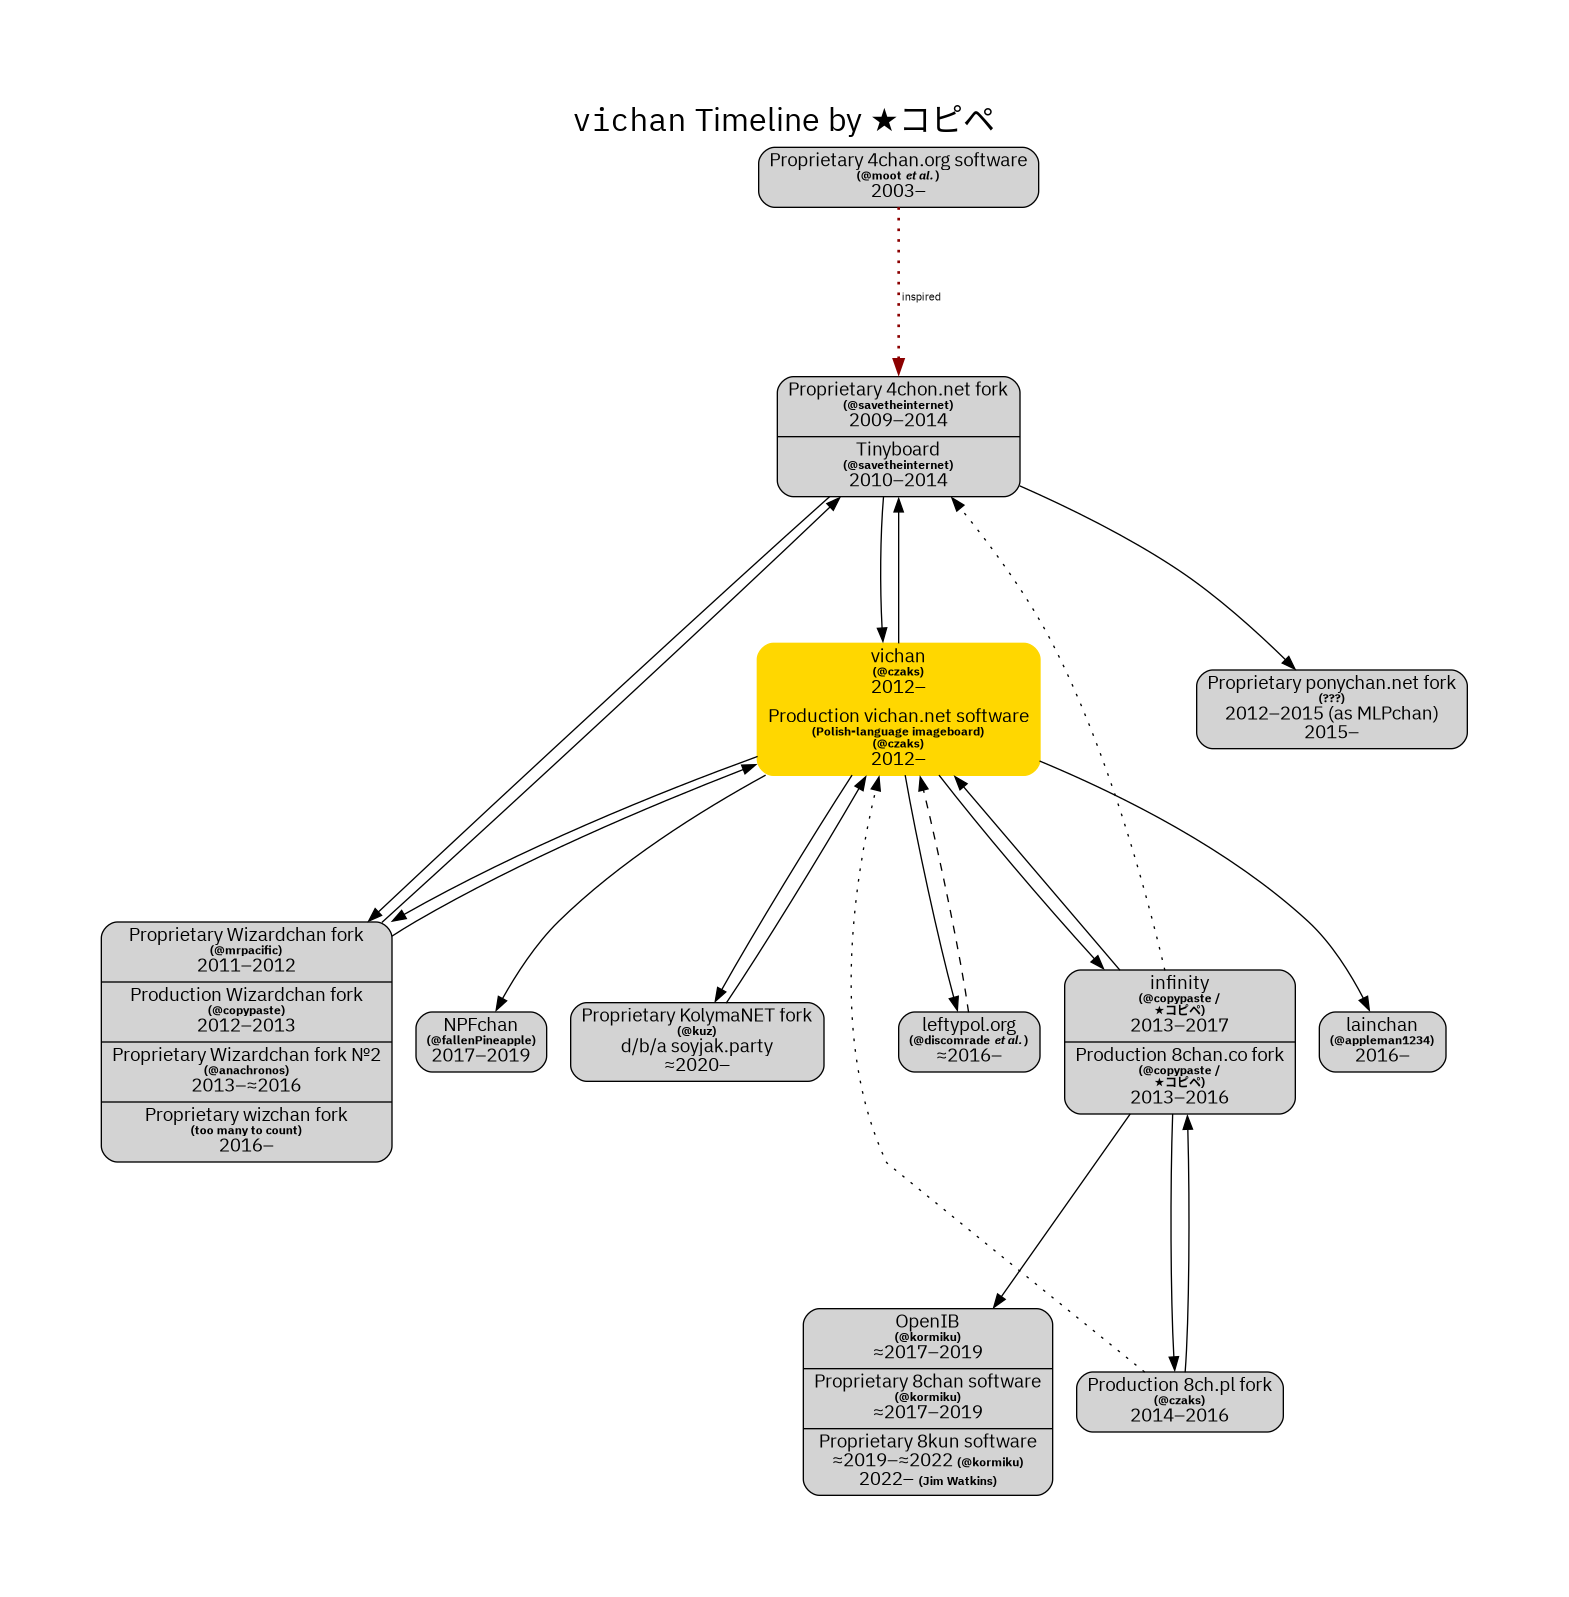 vichan Timeline by ★コピペ
Proprietary 4chan.org software
(@moot et al.)
2003–
inspired
Proprietary 4chon.net fork
(@savetheinternet)
2009–2014
Tinyboard
(@savetheinternet)
2010–2014
vichan
(@czaks)
2012–
Production vichan.net software
(Polish-language imageboard)
(@czaks)
2012–
Proprietary ponychan.net fork
(???)
2012–2015 (as MLPchan)
2015–
Proprietary Wizardchan fork
(@mrpacific)
2011–2012
Production Wizardchan fork
(@copypaste)
2012–2013
Proprietary Wizardchan fork №2
(@anachronos)
2013–≈2016
Proprietary wizchan fork
(too many to count)
2016–
NPFchan
(@fallenPineapple)
2017–2019
Proprietary KolymaNET fork
(@kuz)
d/b/a soyjak.party
≈2020–
leftypol.org
(@discomrade et al.)
≈2016–
infinity
(@copypaste /
★コピペ)
2013–2017
Production 8chan.co fork
(@copypaste /
★コピペ)
2013–2016
lainchan
(@appleman1234)
2016–
OpenIB
(@kormiku)
≈2017–2019
Proprietary 8chan software
(@kormiku)
≈2017–2019
Proprietary 8kun software
≈2019–≈2022 (@kormiku)
2022– (Jim Watkins)
Production 8ch.pl fork
(@czaks)
2014–2016